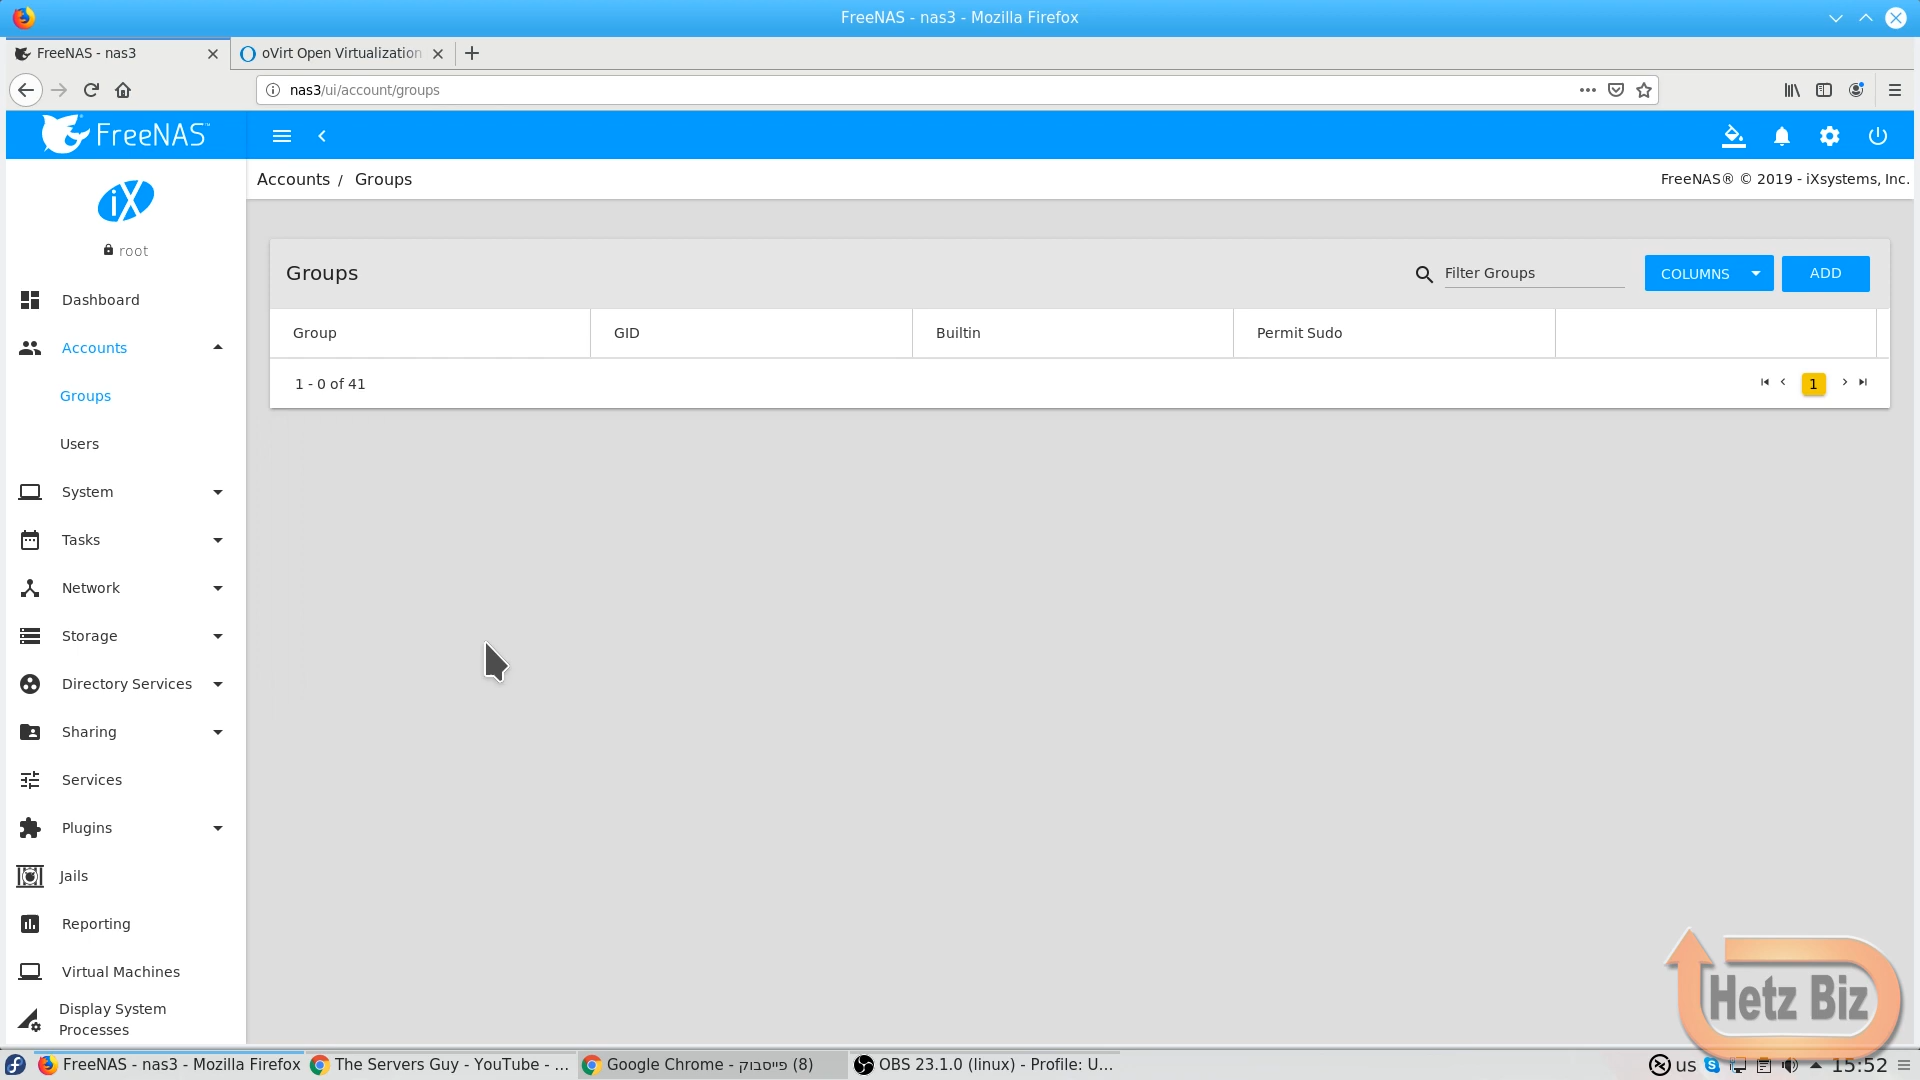 FreeNAS - nas3 - Mozilla Firefox
FreeNAS - nas3
oVirt Open Virtualization
nas3/ui/account/groups
FreeNAS™
Accounts / Groups
FreeNAS® © 2019 - iXsystems, Inc.
iX
root
Dashboard
Accounts
Groups
Users
System
Tasks
Network
Storage
Directory Services
Sharing
Services
Plugins
Jails
Reporting
Virtual Machines
Display System
Processes
Groups
Filter Groups
COLUMNS
ADD
Group
GID
Builtin
Permit Sudo
1 - 0 of 41
1
Hetz Biz
FreeNAS - nas3 - Mozilla Firefox
The Servers Guy - YouTube - ...
Google Chrome - פייסבוק (8)
OBS 23.1.0 (linux) - Profile: U...
us
15:52